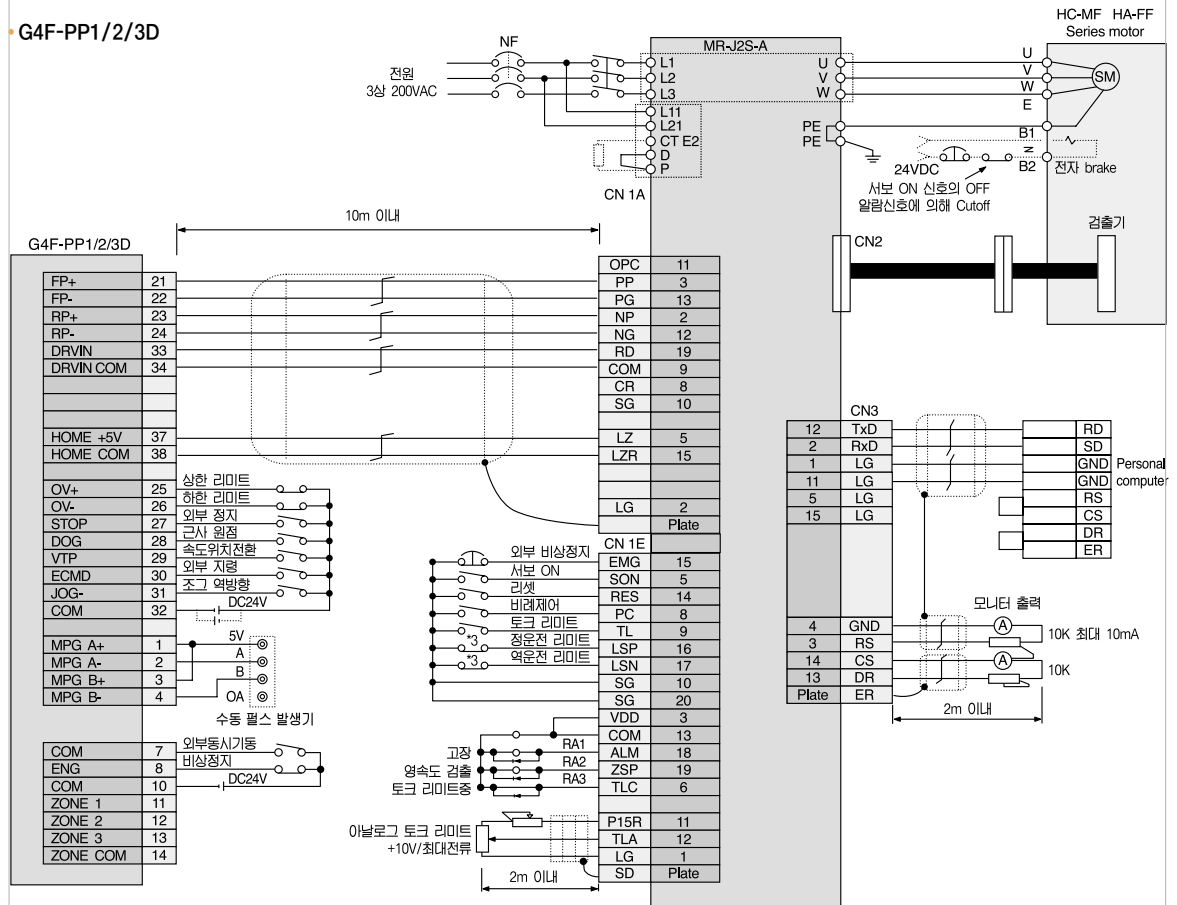 G4F-PP1/2/3D
HC-MF HA-FF
Series motor
NF
MR-J2S-A
전원
3상 200VAC
L1
L2
L3
L11
L21
CT E2
D
P
U
V
W
PE
PE
U
V
W
E
SM
B1
B2
24VDC
전자 brake
서보 ON 신호의 OFF
알람신호에 의해 Cutoff
CN 1A
10m 이내
G4F-PP1/2/3D
CN2
검출기
FP+ 21
FP- 22
RP+ 23
RP- 24
DRVIN 33
DRVIN COM 34
HOME +5V 37
HOME COM 38
OV+ 25 상한 리미트
OV- 26 하한 리미트
STOP 27 외부 정지
DOG 28 근사 원점
VTP 29 속도위치전환
ECMD 30 외부 지령
JOG- 31 조그 역방향
COM 32 DC24V
MPG A+ 1 5V
MPG A- 2 A
MPG B+ 3 B
MPG B- 4 OA
수동 펄스 발생기
COM 7 외부동시기동
ENG 8 비상정지
COM 10 DC24V
ZONE 1 11
ZONE 2 12
ZONE 3 13
ZONE COM 14
OPC 11
PP 3
PG 13
NP 2
NG 12
RD 19
COM 9
CR 8
SG 10
LZ 5
LZR 15
LG 2
Plate
CN 1E
외부 비상정지 EMG 15
서보 ON SON 5
리셋 RES 14
비례제어 PC 8
토크 리미트 TL 9
*3 정운전 리미트 LSP 16
*3 역운전 리미트 LSN 17
SG 10
SG 20
VDD 3
COM 13
고장 RA1 ALM 18
영속도 검출 RA2 ZSP 19
토크 리미트중 RA3 TLC 6
P15R 11
아날로그 토크 리미트
+10V/최대전류
TLA 12
LG 1
SD Plate
2m 이내
CN3
12 TxD RD
2 RxD SD
1 LG GND
11 LG GND
Personal
computer
5 LG RS
15 LG CS
DR
ER
모니터 출력
4 GND A
3 RS
10K 최대 10mA
14 CS A
13 DR
10K
Plate ER
2m 이내